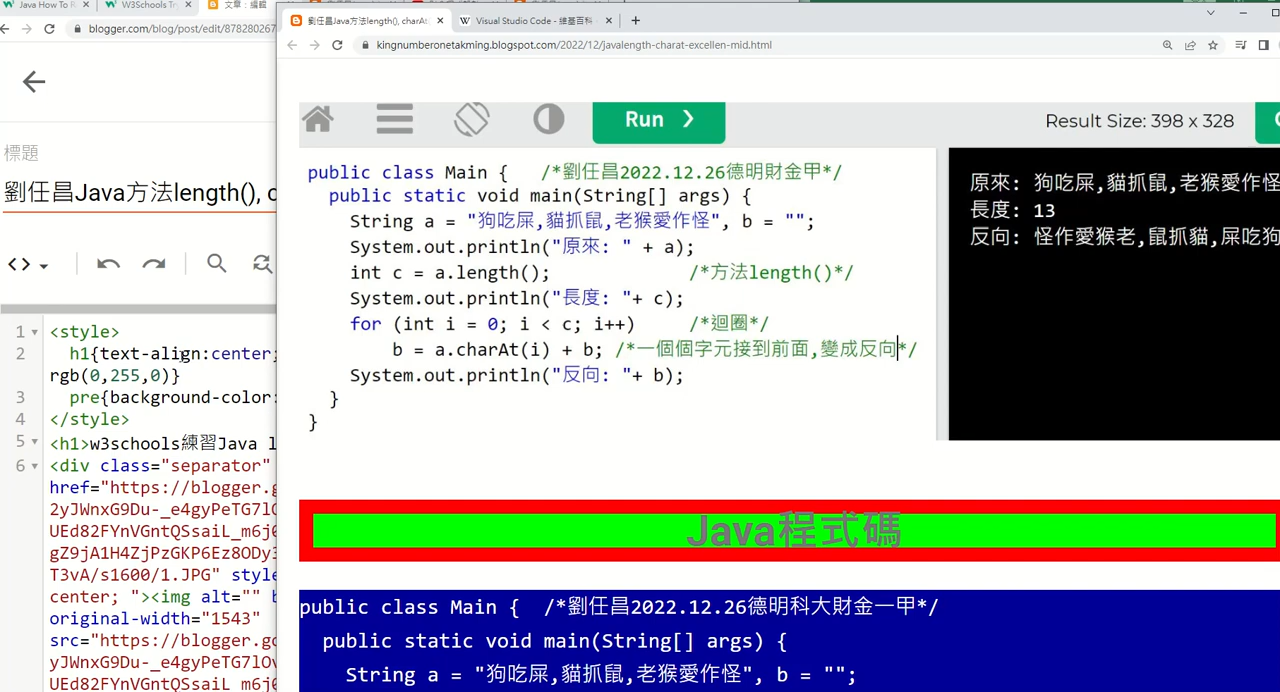 Java How To R
W3Schools Tr
文章：編輯
blogger.com/blog/post/edit/878280267
標題
劉任昌Java方法length(), c
1 <style>
2 h1{text-align:center;
rgb(0,255,0)}
3 pre{background-color:
4 </style>
5 <h1>w3schools練習Java l
6 <div class="separator"
href="https://blogger.go
2yJWnxG9Du-_e4gyPeTG7lO
UEd82FYnVGntQSsaiL_m6j0
gZ9jA1H4ZjPzGKP6Ez8ODy3
T3vA/s1600/1.JPG" style
center; "><img alt="" b
original-width="1543"
src="https://blogger.go
yJWnxG9Du-_e4gyPeTG7lOv
UEd82FYnVGntQSsaiL_m6j0
劉任昌Java方法length(), charAt
Visual Studio Code - 維基百科
kingnumberonetakming.blogspot.com/2022/12/javalength-charat-excellen-mid.html
Run ❯
Result Size: 398 x 328
public class Main { /*劉任昌2022.12.26德明財金甲*/
public static void main(String[] args) {
String a = "狗吃屎,貓抓鼠,老猴愛作怪", b = "";
System.out.println("原來: " + a);
int c = a.length(); /*方法length()*/
System.out.println("長度: "+ c);
for (int i = 0; i < c; i++) /*迴圈*/
b = a.charAt(i) + b; /*一個個字元接到前面,變成反向*/
System.out.println("反向: "+ b);
}
}
原來: 狗吃屎,貓抓鼠,老猴愛作怪
長度: 13
反向: 怪作愛猴老,鼠抓貓,屎吃狗
Java程式碼
public class Main { /*劉任昌2022.12.26德明科大財金一甲*/
public static void main(String[] args) {
String a = "狗吃屎,貓抓鼠,老猴愛作怪", b = "";